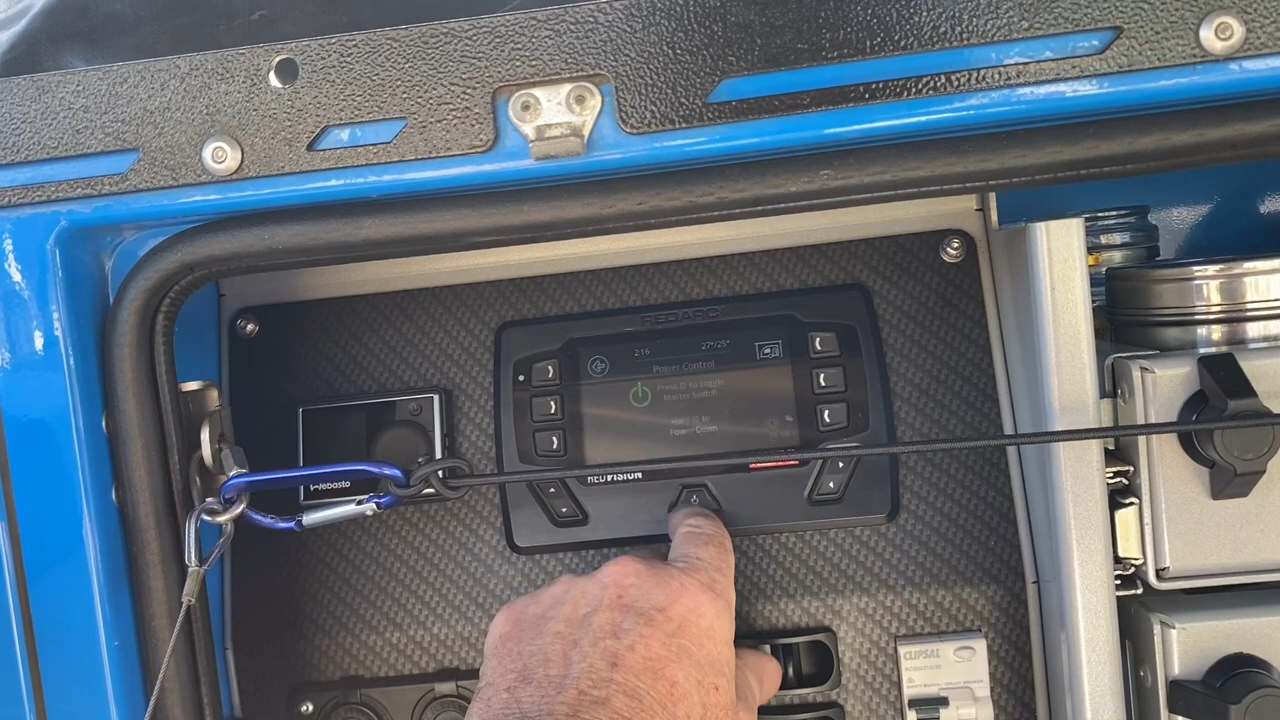 REDARC
2:16
27°/25°
Power Control
Press ⏻ to toggle
Master Switch
Hold ⏻ to
Power Down
Webasto
REDVISION
CLIPSAL